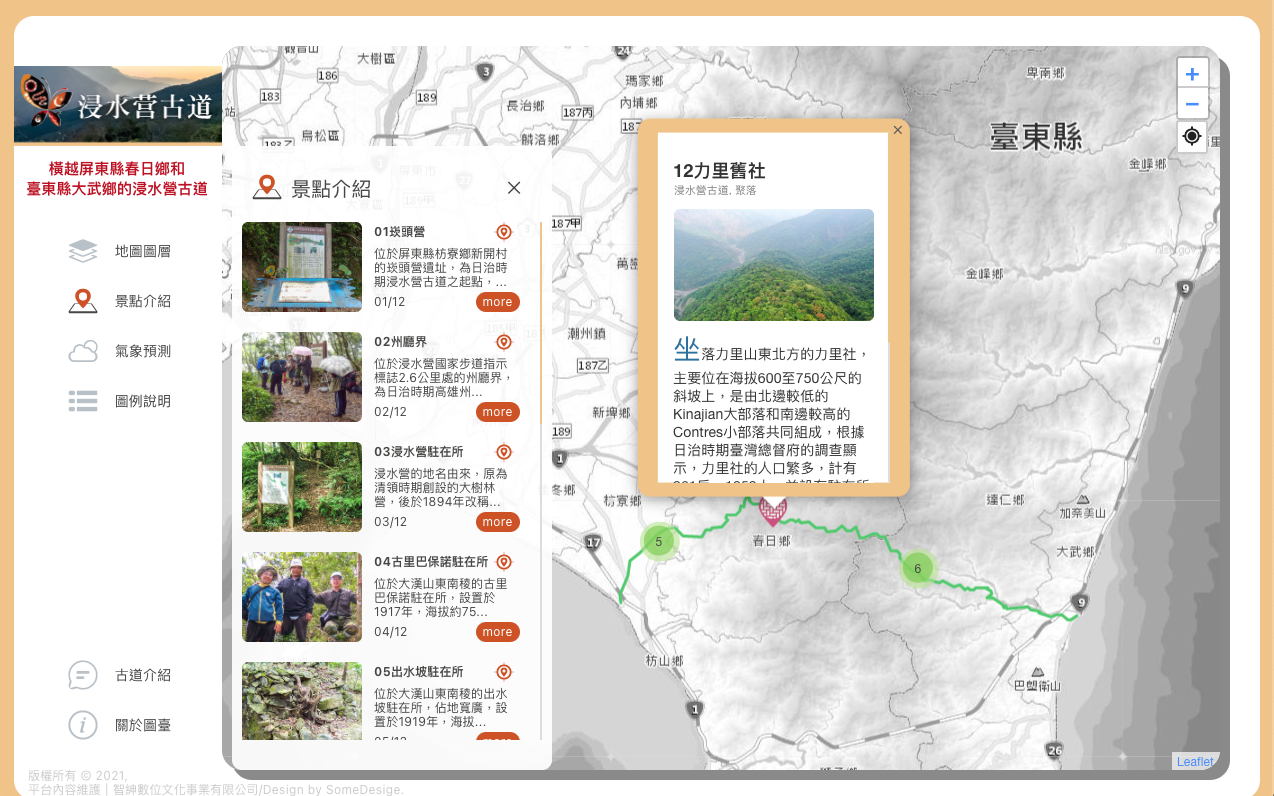 浸水营古道
橫越屏東縣春日鄉和
臺東縣大武鄉的浸水營古道
地圖圖層
景點介紹
氣象預測
圖例說明
古道介紹
關於圖臺
版權所有 © 2021,
平台內容維護 | 智紳數位文化事業有限公司/Design by SomeDesige.
景點介紹
01崁頭營
位於屏東縣枋寮鄉新開村
的崁頭營遺址，為日治時
期浸水營古道之起點，...
01/12
more
02州廳界
位於浸水營國家步道指示
標誌2.6公里處的州廳界，
為日治時期高雄州...
02/12
more
03浸水營駐在所
浸水營的地名由來，原為
清領時期創設的大樹林
營，後於1894年改稱...
03/12
more
04古里巴保諾駐在所
位於大漢山東南稜的古里
巴保諾駐在所，設置於
1917年，海拔約75...
04/12
more
05出水坡駐在所
位於大漢山東南稜的出水
坡駐在所，佔地寬廣，設
置於1919年，海拔...
05/12
more
12力里舊社
浸水營古道, 聚落
坐落力里山東北方的力里社，
主要位在海拔600至750公尺的
斜坡上，是由北邊較低的
Kinajian大部落和南邊較高的
Contres小部落共同組成，根據
日治時期臺灣總督府的調查顯
示，力里社的人口繁多，計有
大樹區
24
186
3
瑪家鄉
卑南鄉
183
189
長治鄉
187丙
內埔鄉
鳥松區
麟洛鄉
187
臺東縣
金峰鄉
187甲
金峰鄉
9
潮州鎮
187乙
新埤鄉
189
1
枋寮鄉
達仁鄉
加奈美山
17
5
春日鄉
6
大武鄉
9
枋山鄉
巴塱衛山
1
26
+
−
Leaflet